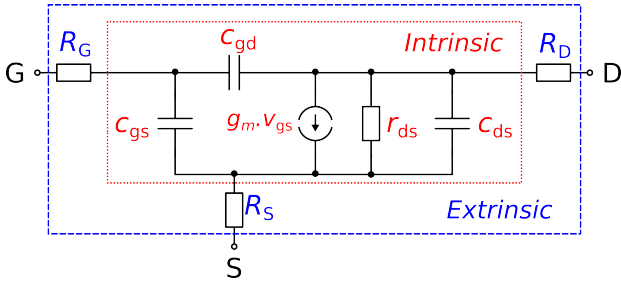 c_gd
Intrinsic
R_G
R_D
G
D
c_gs
g_m.v_gs
r_ds
c_ds
R_S
Extrinsic
S